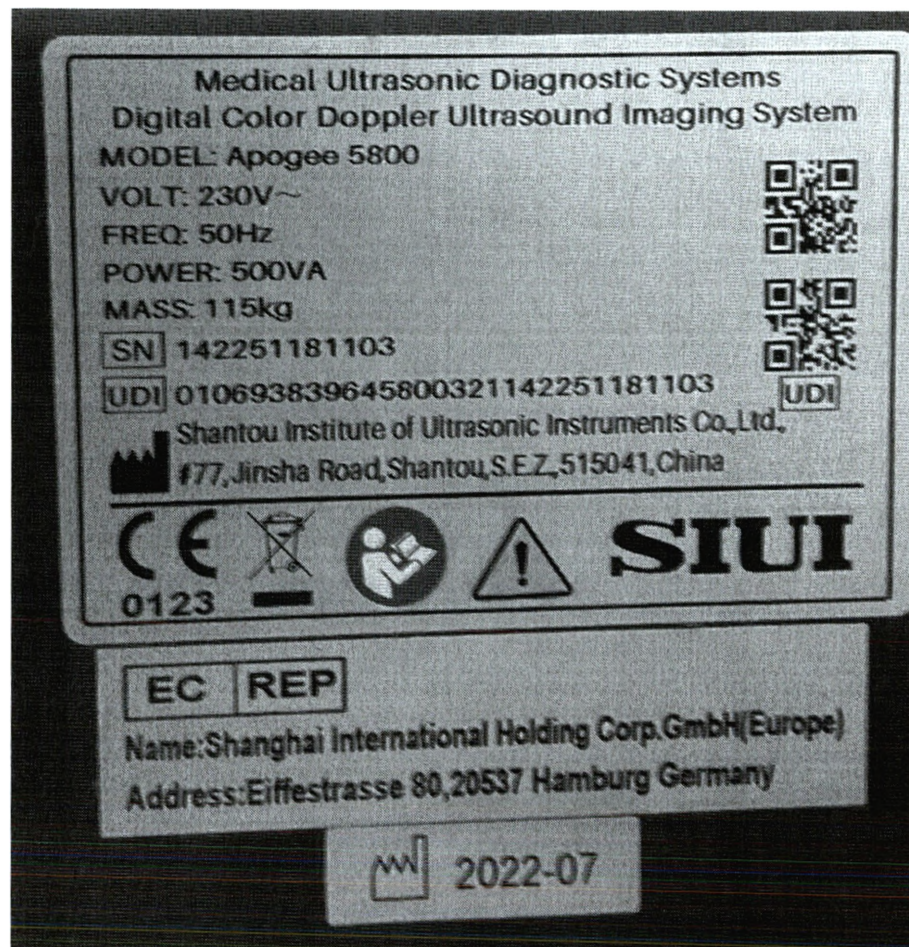 Medical Ultrasonic Diagnostic Systems
Digital Color Doppler Ultrasound Imaging System
MODEL: Apogee 5800
VOLT: 230V~
FREQ: 50Hz
POWER: 500VA
MASS: 115kg
SN 142251181103
UDI 010693839645800321142251181103
UDI
Shantou Institute of Ultrasonic Instruments Co.,Ltd.,
#77,Jinsha Road,Shantou,S.E.Z.,515041,China
CE
0123
SIUI
EC REP
Name:Shanghai International Holding Corp.GmbH(Europe)
Address:Eiffestrasse 80,20537 Hamburg Germany
2022-07